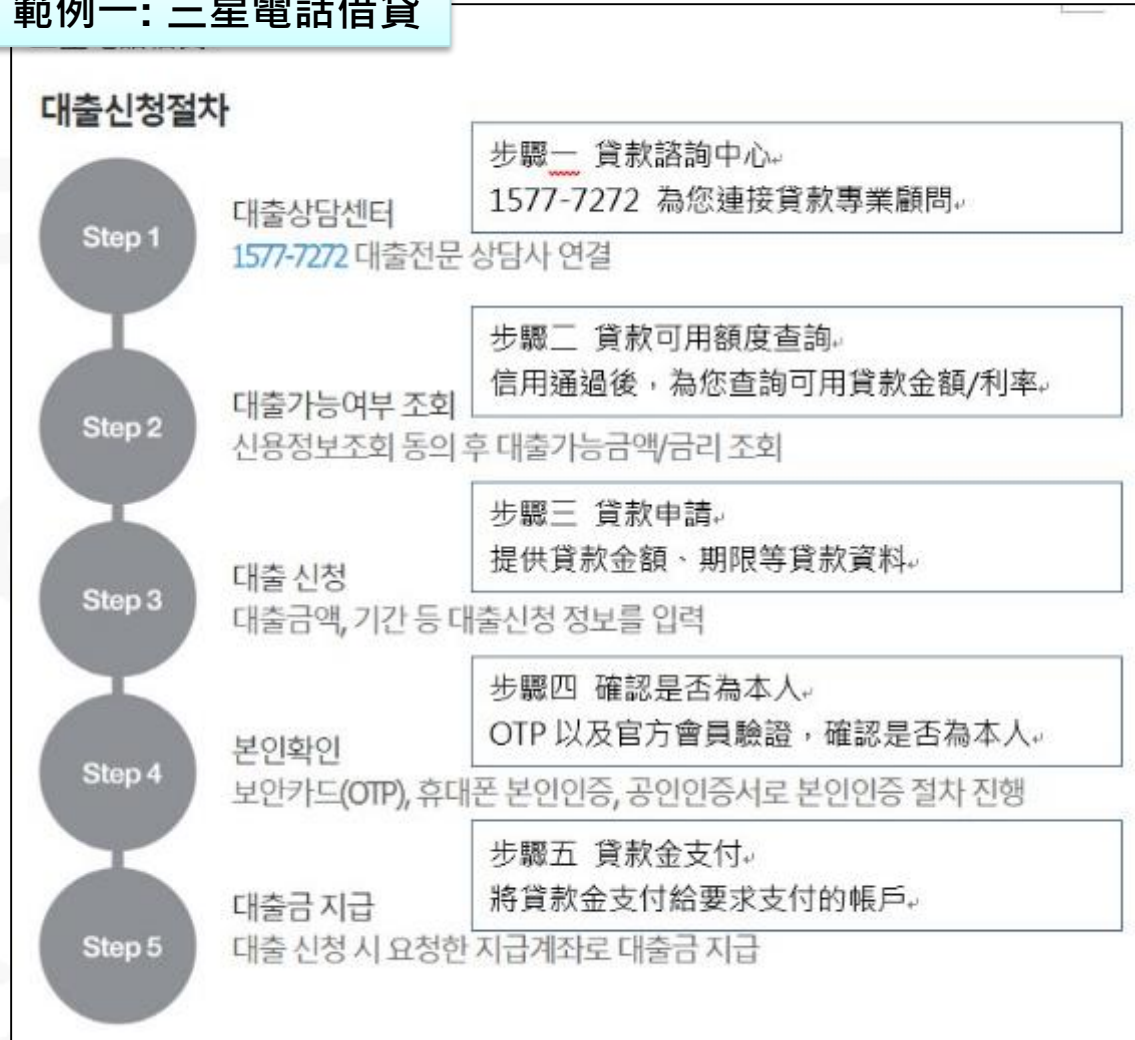 範例一: 三星電話借貸
대출신청절차
Step 1
步驟一 貸款諮詢中心
1577-7272 為您連接貸款專業顧問
대출상담센터
1577-7272 대출전문 상담사 연결
Step 2
步驟二 貸款可用額度查詢
信用通過後，為您查詢可用貸款金額/利率
대출가능여부 조회
신용정보조회 동의 후 대출가능금액/금리 조회
Step 3
步驟三 貸款申請
提供貸款金額、期限等貸款資料
대출 신청
대출금액, 기간 등 대출신청 정보를 입력
Step 4
步驟四 確認是否為本人
OTP 以及官方會員驗證，確認是否為本人
본인확인
보안카드(OTP), 휴대폰 본인인증, 공인인증서로 본인인증 절차 진행
Step 5
步驟五 貸款金支付
將貸款金支付給要求支付的帳戶
대출금 지급
대출 신청 시 요청한 지급계좌로 대출금 지급